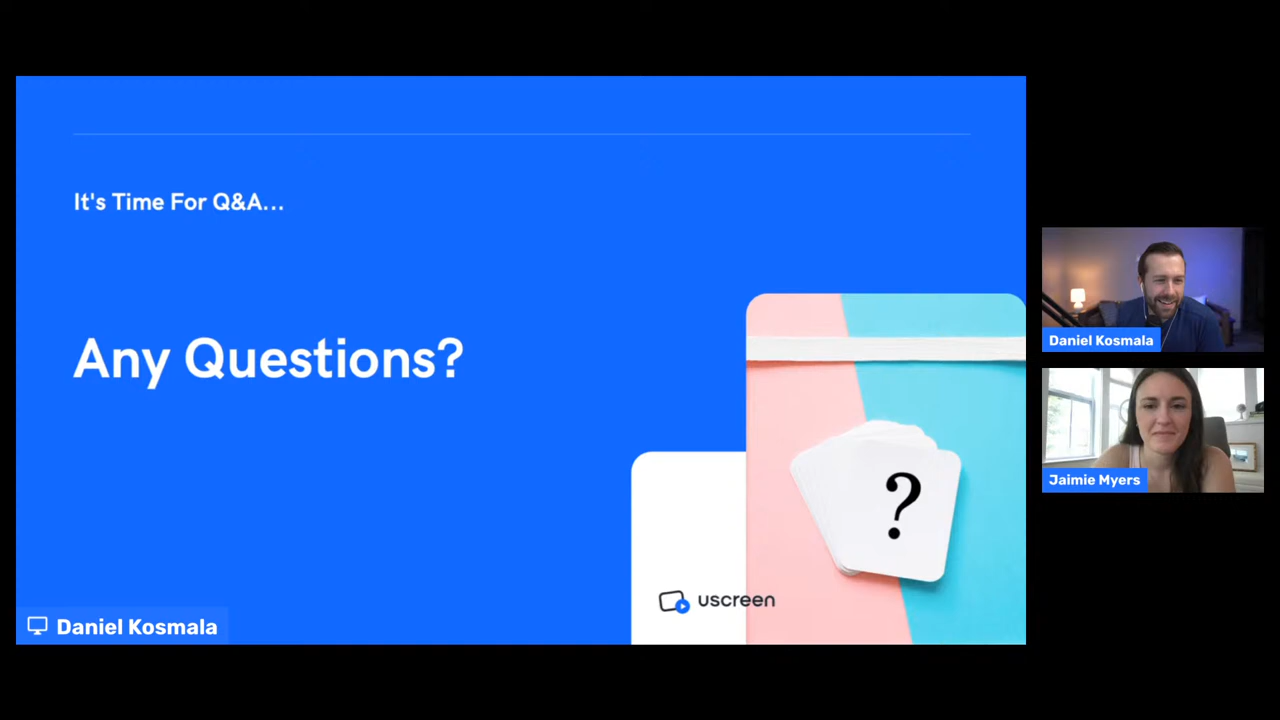 It's Time For Q&A...
Any Questions?
?
uscreen
Daniel Kosmala
Daniel Kosmala
Jaimie Myers